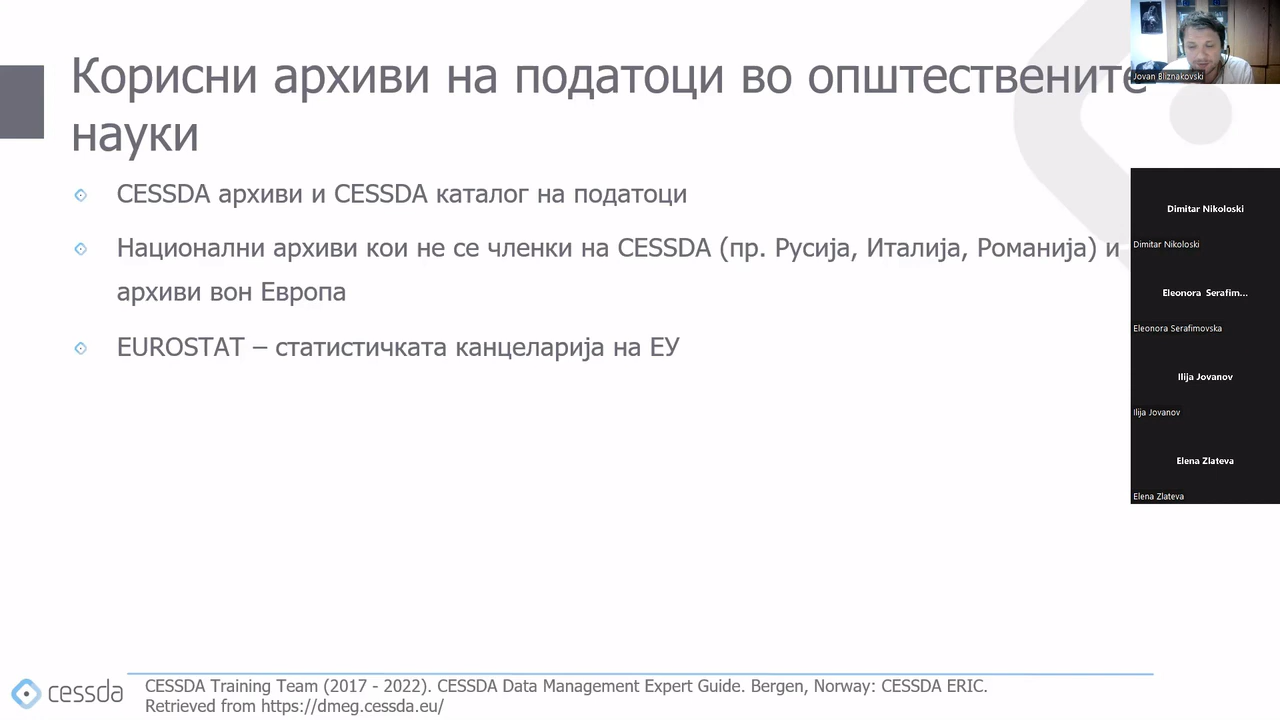 Корисни архиви на податоци во општествените
науки
CESSDA архиви и CESSDA каталог на податоци
Национални архиви кои не се членки на CESSDA (пр. Русија, Италија, Романија) и
архиви вон Европа
EUROSTAT – статистичката канцеларија на ЕУ
cessda
CESSDA Training Team (2017 - 2022). CESSDA Data Management Expert Guide. Bergen, Norway: CESSDA ERIC.
Retrieved from https://dmeg.cessda.eu/
Jovan Bliznakovski
Dimitar Nikoloski
Dimitar Nikoloski
Eleonora Serafim...
Eleonora Serafimovska
Ilija Jovanov
Ilija Jovanov
Elena Zlateva
Elena Zlateva